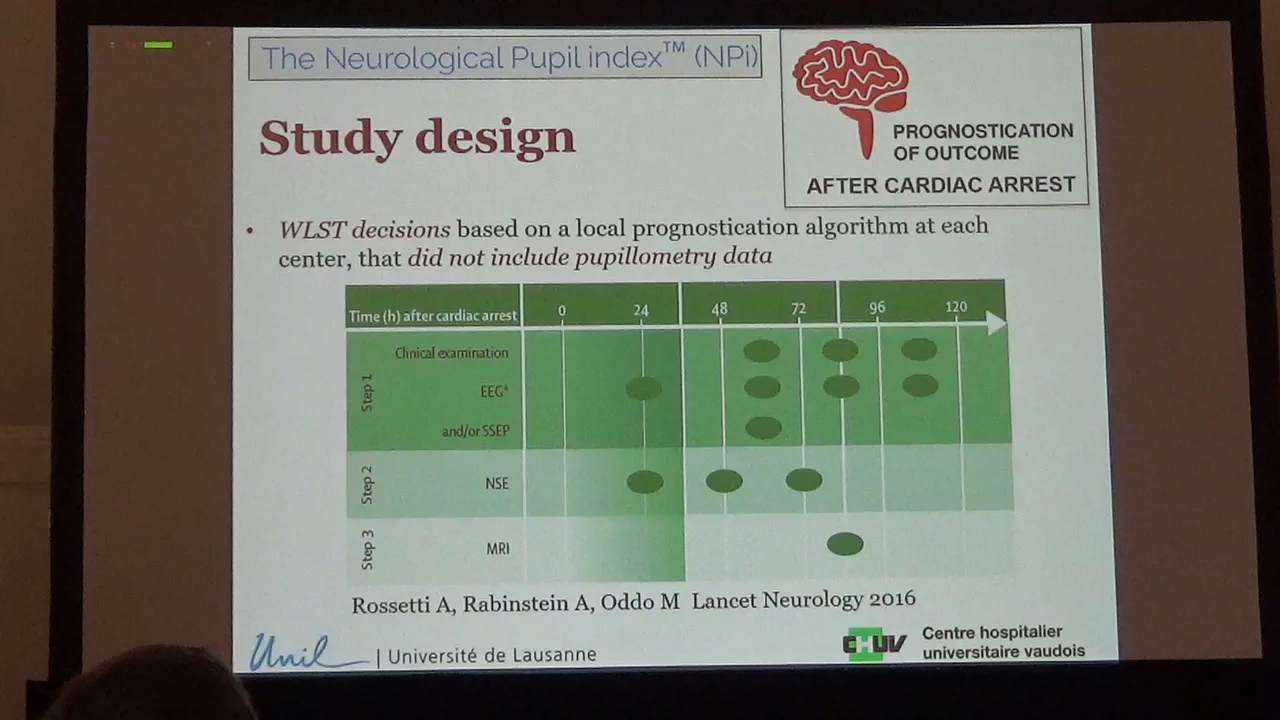 The Neurological Pupil index™ (NPi)
PROGNOSTICATION
OF OUTCOME
AFTER CARDIAC ARREST
Study design
• WLST decisions based on a local prognostication algorithm at each
center, that did not include pupillometry data
Time (h) after cardiac arrest 0 24 48 72 96 120
Step 1
Clinical examination
EEG*
and/or SSEP
Step 2
NSE
Step 3
MRI
Rossetti A, Rabinstein A, Oddo M Lancet Neurology 2016
Unil | Université de Lausanne
CHUV
Centre hospitalier
universitaire vaudois